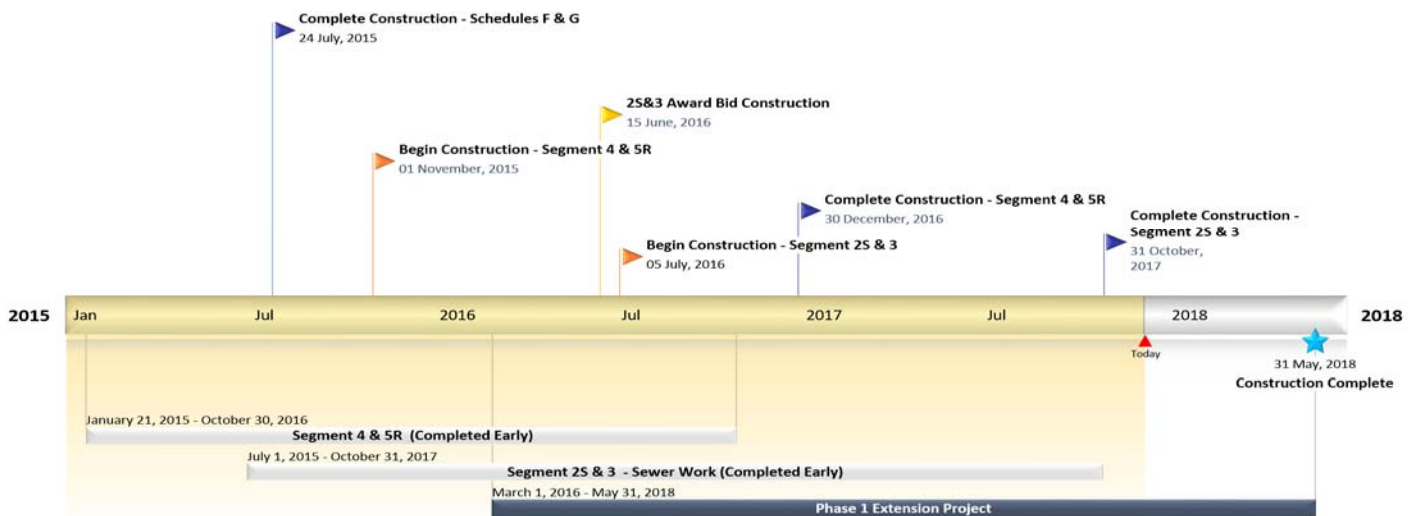 Complete Construction - Schedules F & G
24 July, 2015
2S&3 Award Bid Construction
15 June, 2016
Begin Construction - Segment 4 & 5R
01 November, 2015
Complete Construction - Segment 4 & 5R
30 December, 2016
Complete Construction -
Segment 2S & 3
31 October,
2017
Begin Construction - Segment 2S & 3
05 July, 2016
2015 Jan Jul 2016 Jul 2017 Jul 2018 2018
Today
31 May, 2018
Construction Complete
January 21, 2015 - October 30, 2016
Segment 4 & 5R (Completed Early)
July 1, 2015 - October 31, 2017
Segment 2S & 3 - Sewer Work (Completed Early)
March 1, 2016 - May 31, 2018
Phase 1 Extension Project